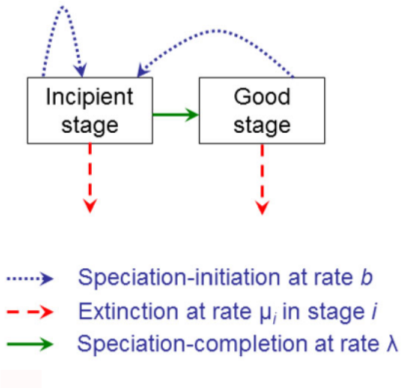 Incipient
stage
Good
stage
Speciation-initiation at rate b
Extinction at rate μi in stage i
Speciation-completion at rate λ